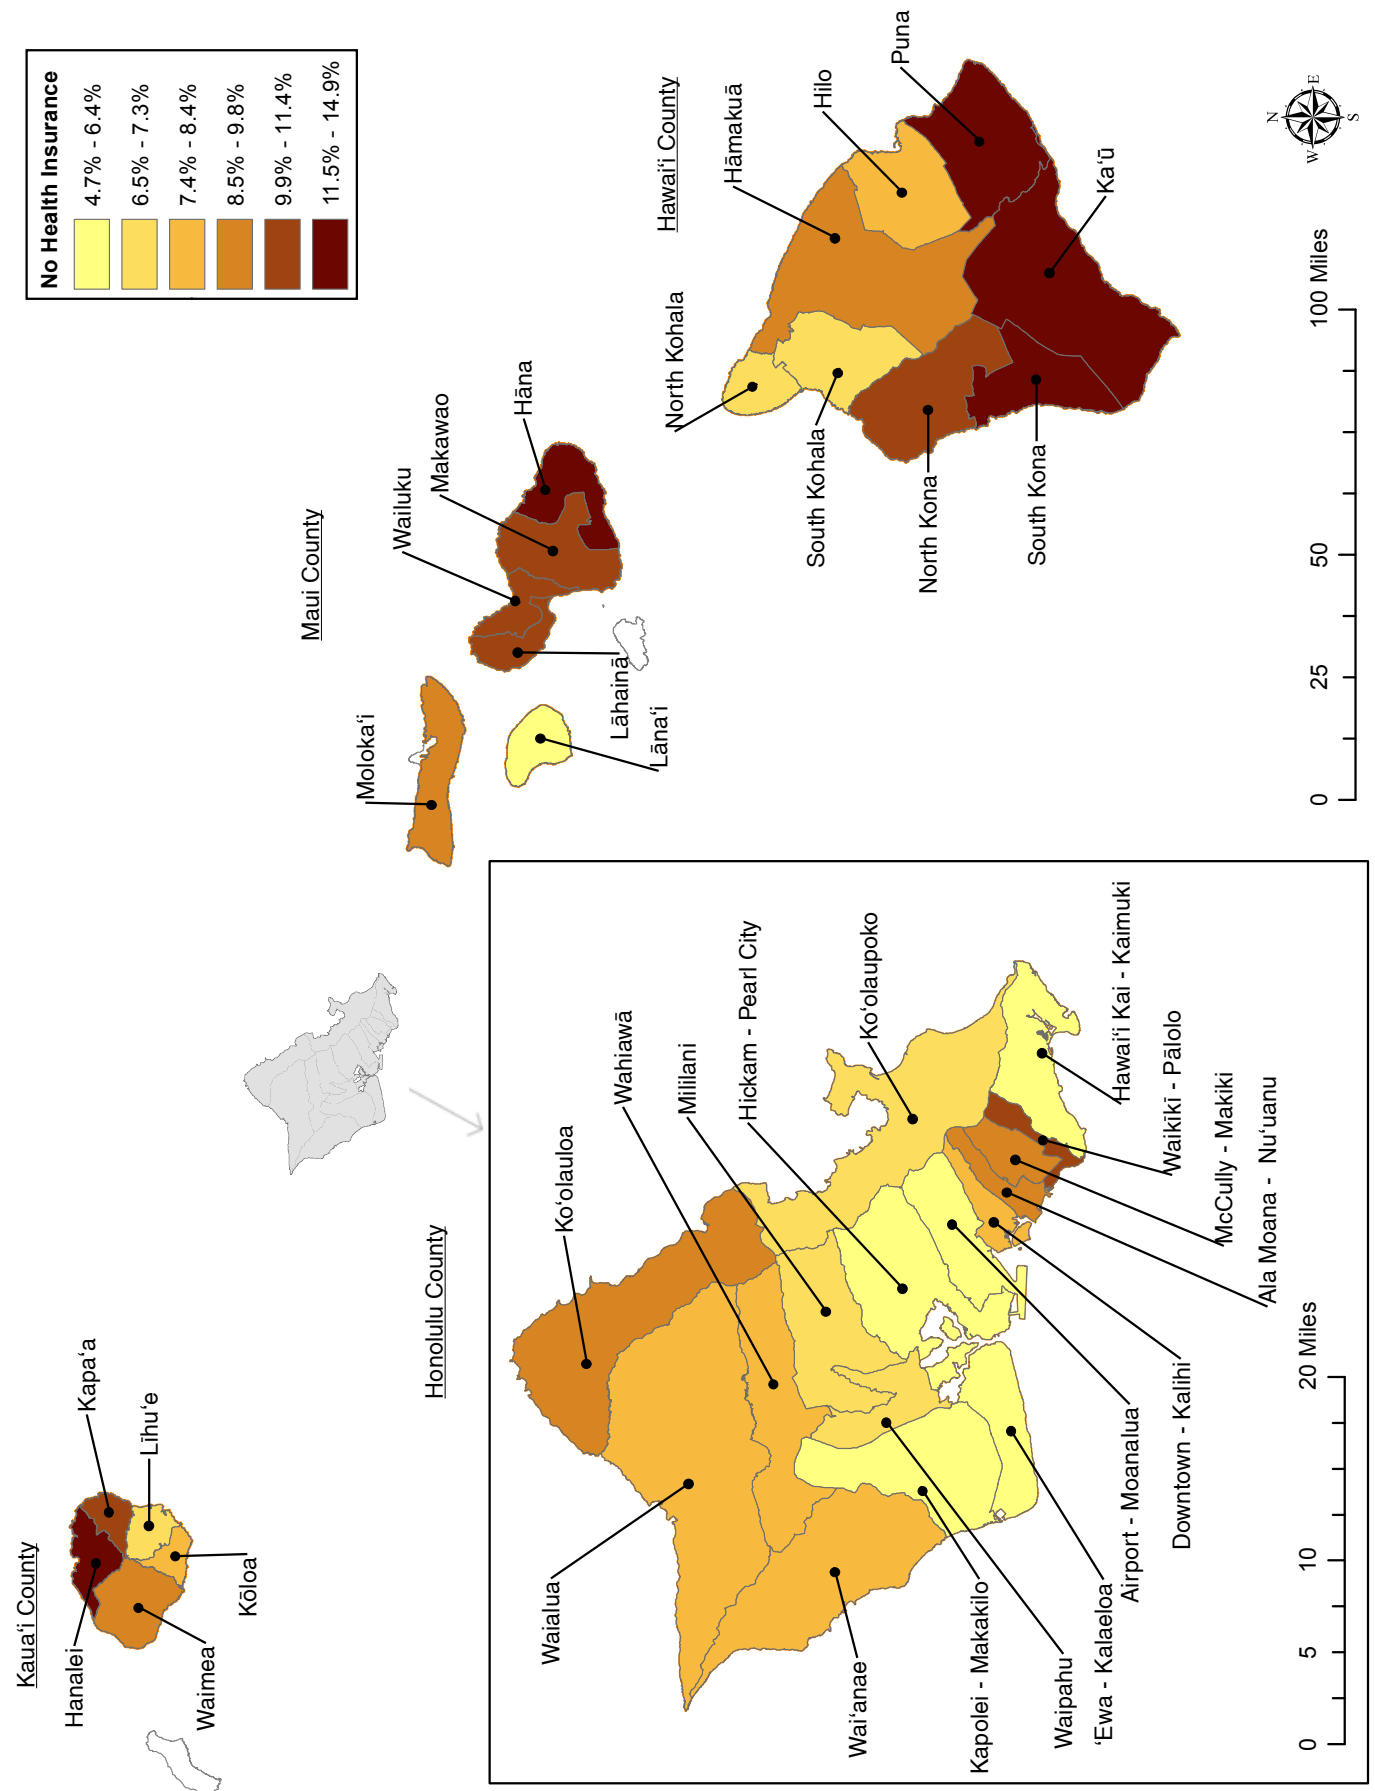 Kauaʻi County
Hanalei
Kapaʻa
Līhuʻe
Waimea
Kōloa
Honolulu County
Maui County
Molokaʻi
Wailuku
Makawao
Hāna
Lāhainā
Lānaʻi
No Health Insurance
4.7% - 6.4%
6.5% - 7.3%
7.4% - 8.4%
8.5% - 9.8%
9.9% - 11.4%
11.5% - 14.9%
Hawaiʻi County
North Kohala
Hāmakuā
Hilo
Puna
South Kohala
North Kona
South Kona
Kaʻū
Waialua
Koʻolauloa
Wahiawā
Mililani
Hickam - Pearl City
Koʻolaupoko
Waiʻanae
Kapolei - Makakilo
Waipahu
ʻEwa - Kalaeloa
Airport - Moanalua
Downtown - Kalihi
Ala Moana - Nuʻuanu
McCully - Makiki
Waikīkī - Pālolo
Hawaiʻi Kai - Kaimuki
0 5 10 20 Miles
0 25 50 100 Miles
N
W E
S